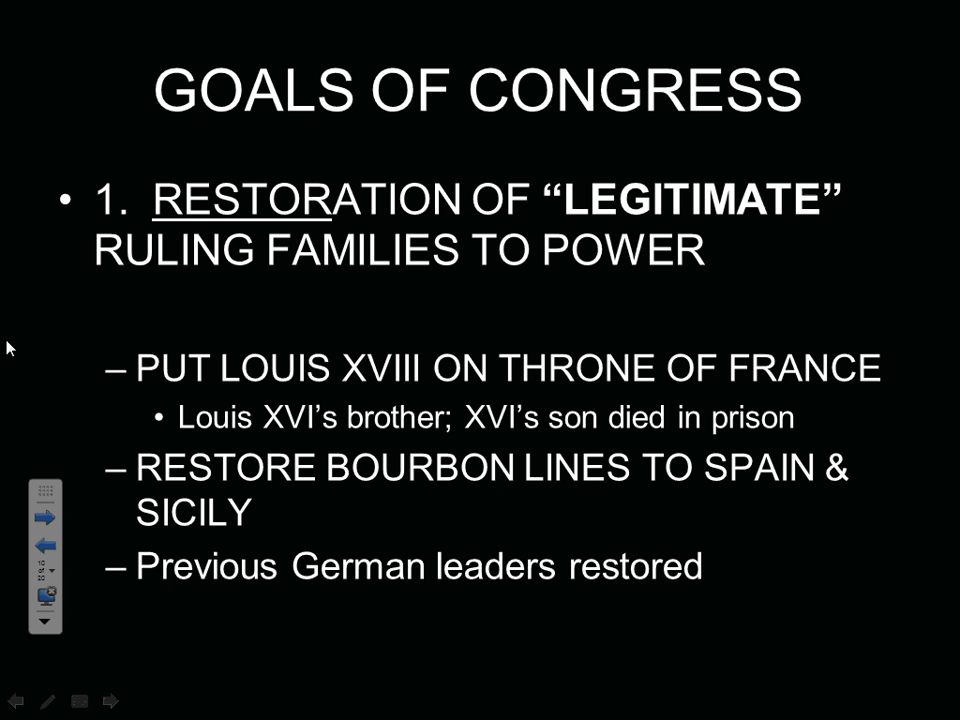 GOALS OF CONGRESS
• 1. RESTORATION OF “LEGITIMATE”
RULING FAMILIES TO POWER
–PUT LOUIS XVIII ON THRONE OF FRANCE
• Louis XVI’s brother; XVI’s son died in prison
–RESTORE BOURBON LINES TO SPAIN &
SICILY
–Previous German leaders restored